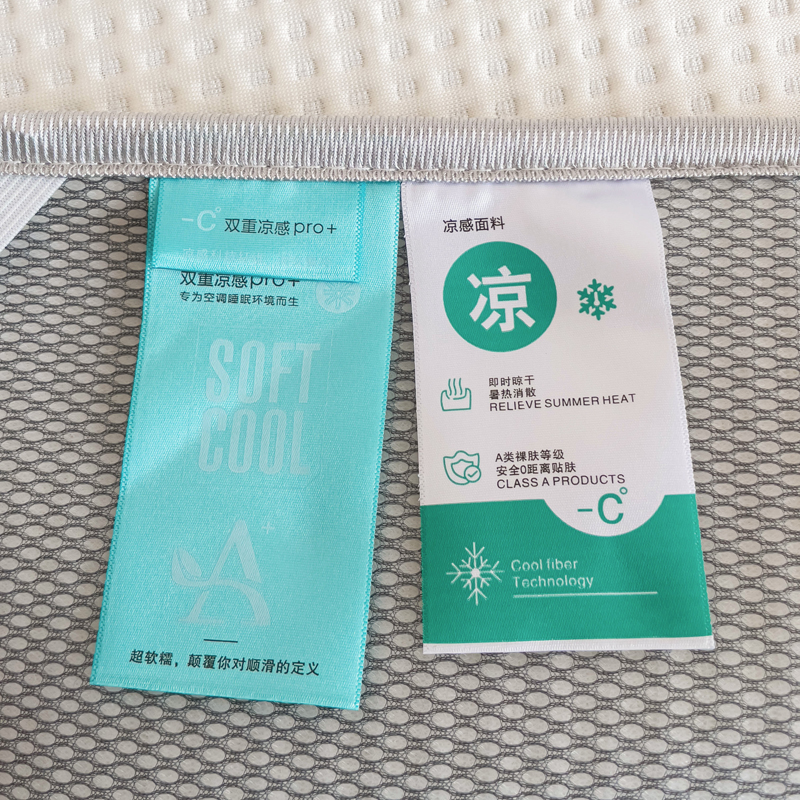 -C° 双重凉感pro+
双重凉感pro+
专为空调睡眠环境而生
SOFT
COOL
A+
超软糯，颠覆你对顺滑的定义
凉感面料
凉
即时晾干
暑热消散
RELIEVE SUMMER HEAT
A类裸肤等级
安全0距离贴肤
CLASS A PRODUCTS
-C°
Cool fiber
Technology